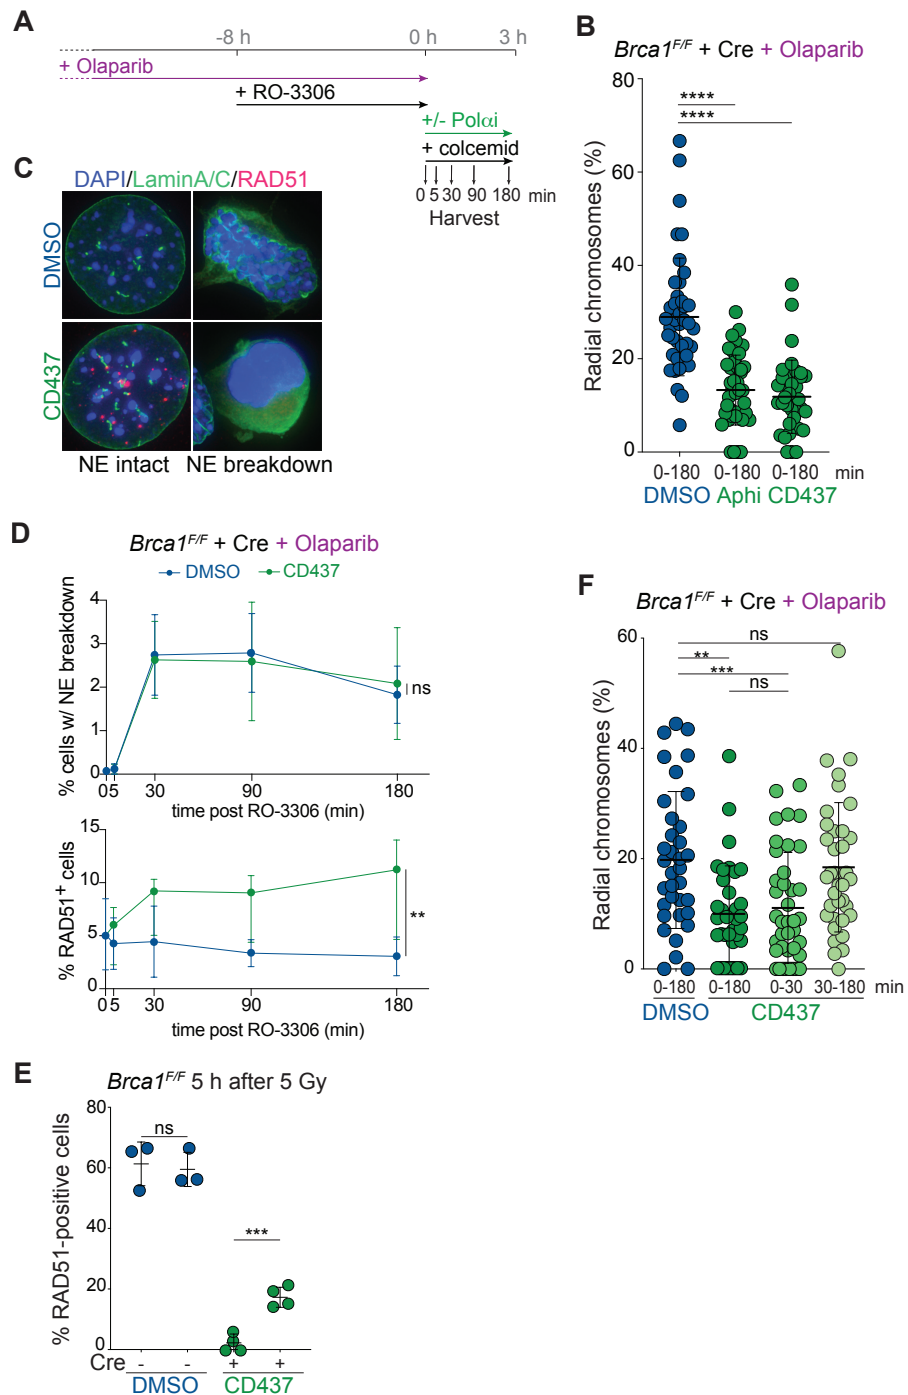 A
-8 h 0 h 3 h
+ Olaparib
+ RO-3306
+/- Polαi
+ colcemid
0 5 30 90 180 min
Harvest
B
Brca1F/F + Cre + Olaparib
Radial chromosomes (%)
80
60
40
20
0
****
****
0-180 0-180 0-180 min
DMSO Aphi CD437
C
DAPI/LaminA/C/RAD51
DMSO
CD437
NE intact NE breakdown
D
Brca1F/F + Cre + Olaparib
DMSO CD437
% cells w/ NE breakdown
4
3
2
1
0
ns
0 5 30 90 180
time post RO-3306 (min)
% RAD51+ cells
15
10
5
0
**
0 5 30 90 180
time post RO-3306 (min)
E
Brca1F/F 5 h after 5 Gy
% RAD51-positive cells
80
60
40
20
0
ns
***
Cre - - + +
DMSO CD437
F
Brca1F/F + Cre + Olaparib
Radial chromosomes (%)
60
40
20
0
ns
**
***
ns
0-180 0-180 0-30 30-180 min
DMSO CD437